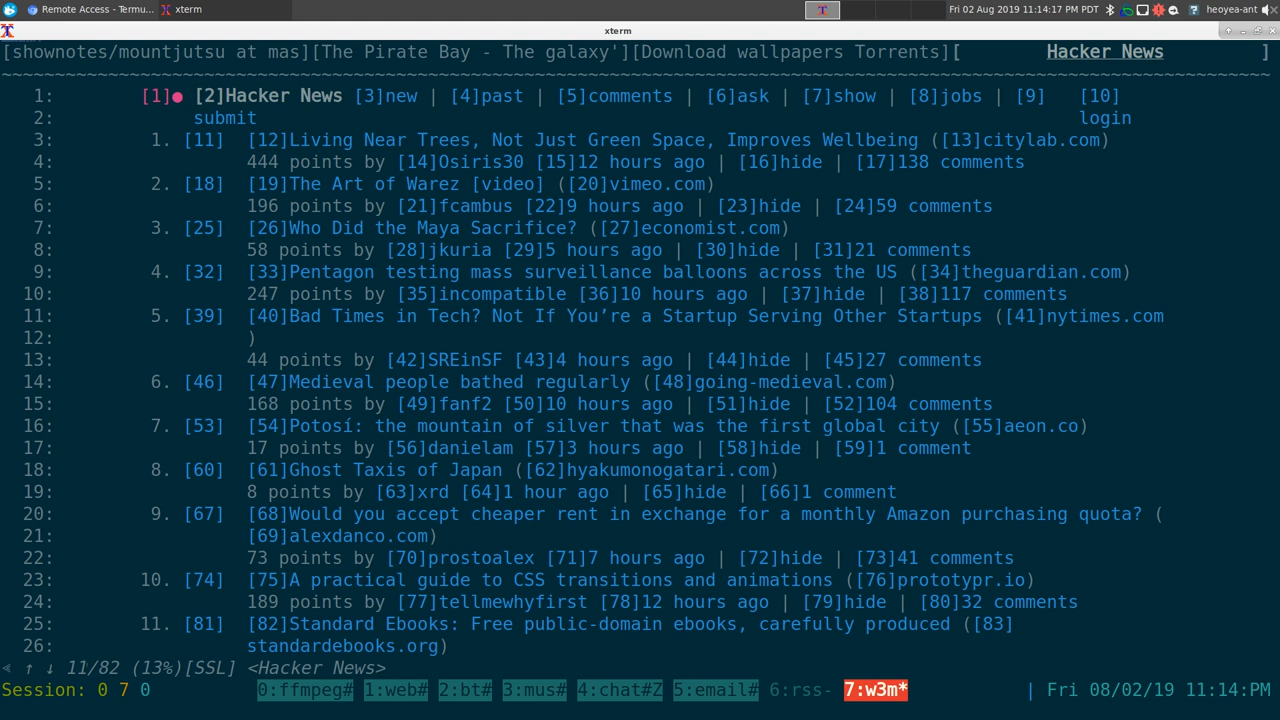 Remote Access - Termu... xterm Fri 02 Aug 2019 11:14:17 PM PDT heoyea-ant
xterm
[shownotes/mountjutsu at mas][The Pirate Bay - The galaxy'][Download wallpapers Torrents][ Hacker News ]
~~~~~~~~~~~~~~~~~~~~~~~~~~~~~~~~~~~~~~~~~~~~~~~~~~~~~~~~~~~~~~~~~~~~~~~~~~~~~~~~~~~~~~~~~~~~~~~~~~~~~~~~~~~~~~~~~~~~~~~
1: [1]● [2]Hacker News [3]new | [4]past | [5]comments | [6]ask | [7]show | [8]jobs | [9] [10]
2: submit login
3: 1. [11] [12]Living Near Trees, Not Just Green Space, Improves Wellbeing ([13]citylab.com)
4: 444 points by [14]Osiris30 [15]12 hours ago | [16]hide | [17]138 comments
5: 2. [18] [19]The Art of Warez [video] ([20]vimeo.com)
6: 196 points by [21]fcambus [22]9 hours ago | [23]hide | [24]59 comments
7: 3. [25] [26]Who Did the Maya Sacrifice? ([27]economist.com)
8: 58 points by [28]jkuria [29]5 hours ago | [30]hide | [31]21 comments
9: 4. [32] [33]Pentagon testing mass surveillance balloons across the US ([34]theguardian.com)
10: 247 points by [35]incompatible [36]10 hours ago | [37]hide | [38]117 comments
11: 5. [39] [40]Bad Times in Tech? Not If You’re a Startup Serving Other Startups ([41]nytimes.com
12: )
13: 44 points by [42]SREinSF [43]4 hours ago | [44]hide | [45]27 comments
14: 6. [46] [47]Medieval people bathed regularly ([48]going-medieval.com)
15: 168 points by [49]fanf2 [50]10 hours ago | [51]hide | [52]104 comments
16: 7. [53] [54]Potosí: the mountain of silver that was the first global city ([55]aeon.co)
17: 17 points by [56]danielam [57]3 hours ago | [58]hide | [59]1 comment
18: 8. [60] [61]Ghost Taxis of Japan ([62]hyakumonogatari.com)
19: 8 points by [63]xrd [64]1 hour ago | [65]hide | [66]1 comment
20: 9. [67] [68]Would you accept cheaper rent in exchange for a monthly Amazon purchasing quota? (
21: [69]alexdanco.com)
22: 73 points by [70]prostoalex [71]7 hours ago | [72]hide | [73]41 comments
23: 10. [74] [75]A practical guide to CSS transitions and animations ([76]prototypr.io)
24: 189 points by [77]tellmewhyfirst [78]12 hours ago | [79]hide | [80]32 comments
25: 11. [81] [82]Standard Ebooks: Free public-domain ebooks, carefully produced ([83]
26: standardebooks.org)
⪪ ↑ ↓ 11/82 (13%)[SSL] <Hacker News>
Session: 0 7 0 0:ffmpeg# 1:web# 2:bt# 3:mus# 4:chat#Z 5:email# 6:rss- 7:w3m* | Fri 08/02/19 11:14:PM